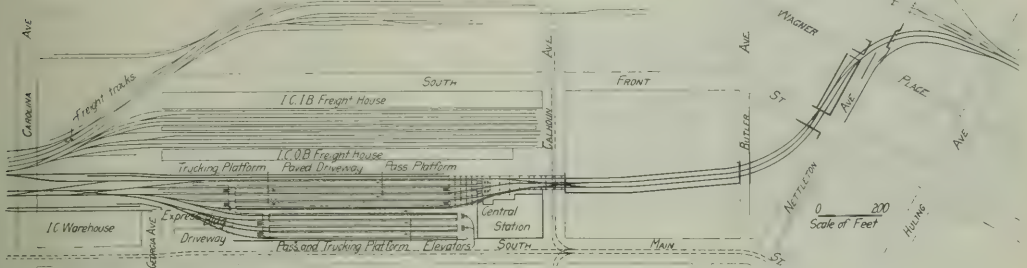 AVE
CAROLINA
Freight tracks
SOUTH
FRONT
ST
I.C. I.B Freight House
I.C. O.B Freight House
Trucking Platform
Paved Driveway
Pass Platform
IC Warehouse
GEORGIA AVE
Express Bldg
Driveway
Pass and Trucking Platform
Elevators
Central
Station
SOUTH
MAIN
ST.
AVE.
CALHOUN
AVE.
BUTLER
WAGNER
PLACE
AVE
NETTLETON
AVE
HULING
0 200
Scale of Feet